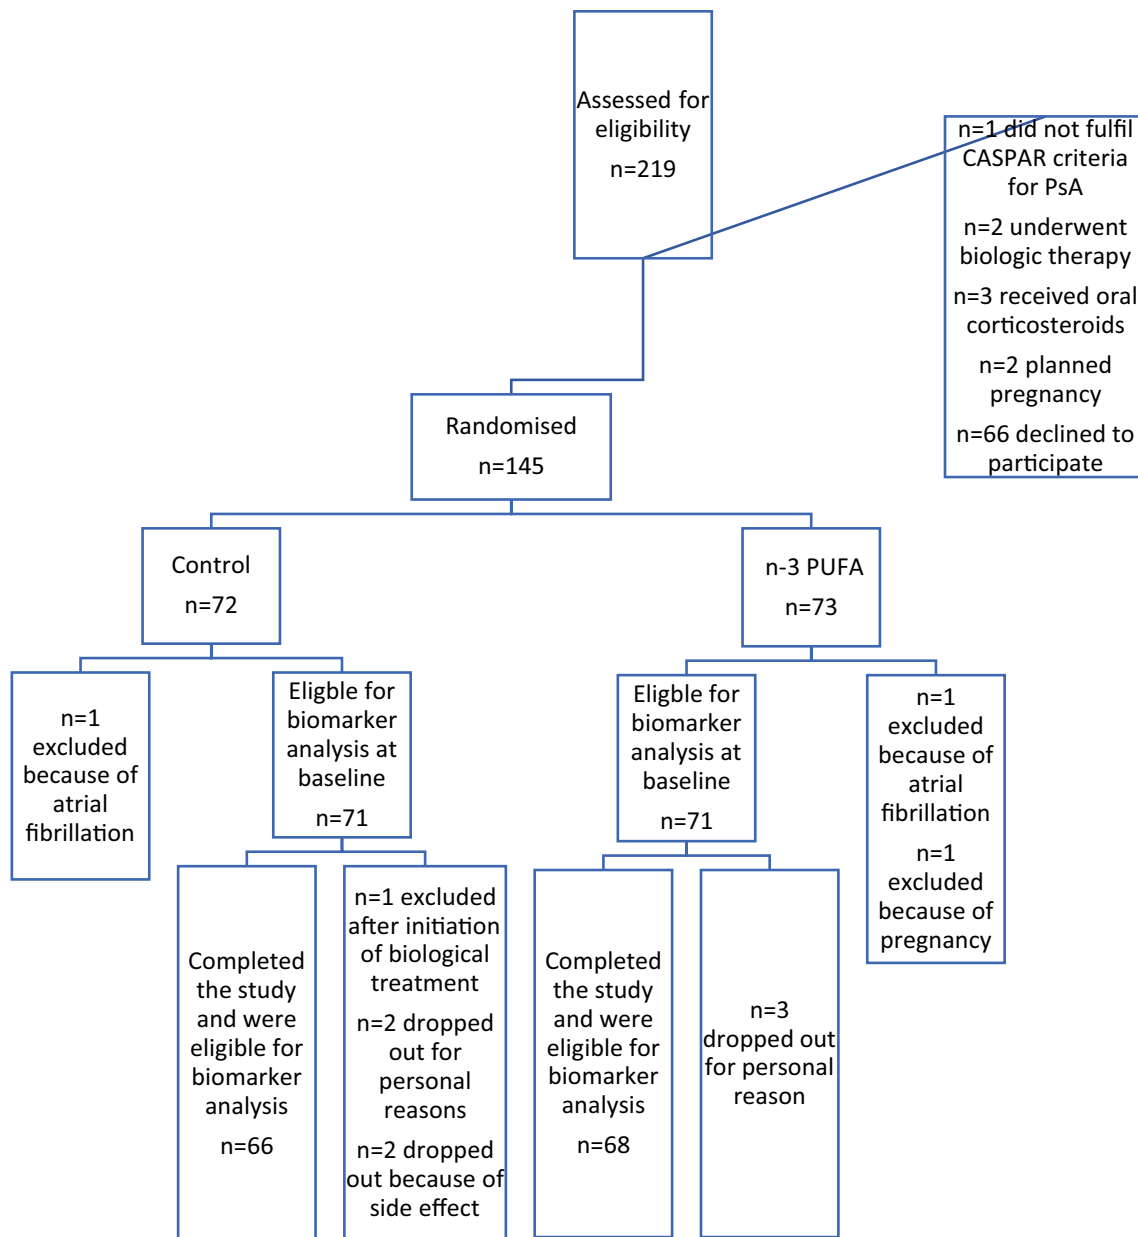 Assessed for
eligibility
n=219
n=1 did not fulfil
CASPAR criteria
for PsA
n=2 underwent
biologic therapy
n=3 received oral
corticosteroids
n=2 planned
pregnancy
n=66 declined to
participate
Randomised
n=145
Control
n=72
n-3 PUFA
n=73
n=1
excluded
because of
atrial
fibrillation
Eligble for
biomarker
analysis at
baseline
n=71
Eligble for
biomarker
analysis at
baseline
n=71
n=1
excluded
because of
atrial
fibrillation
n=1
excluded
because of
pregnancy
Completed
the study
and were
eligible for
biomarker
analysis
n=66
n=1 excluded
after initiation
of biological
treatment
n=2 dropped
out for
personal
reasons
n=2 dropped
out because of
side effect
Completed
the study
and were
eligible for
biomarker
analysis
n=68
n=3
dropped out
for personal
reason